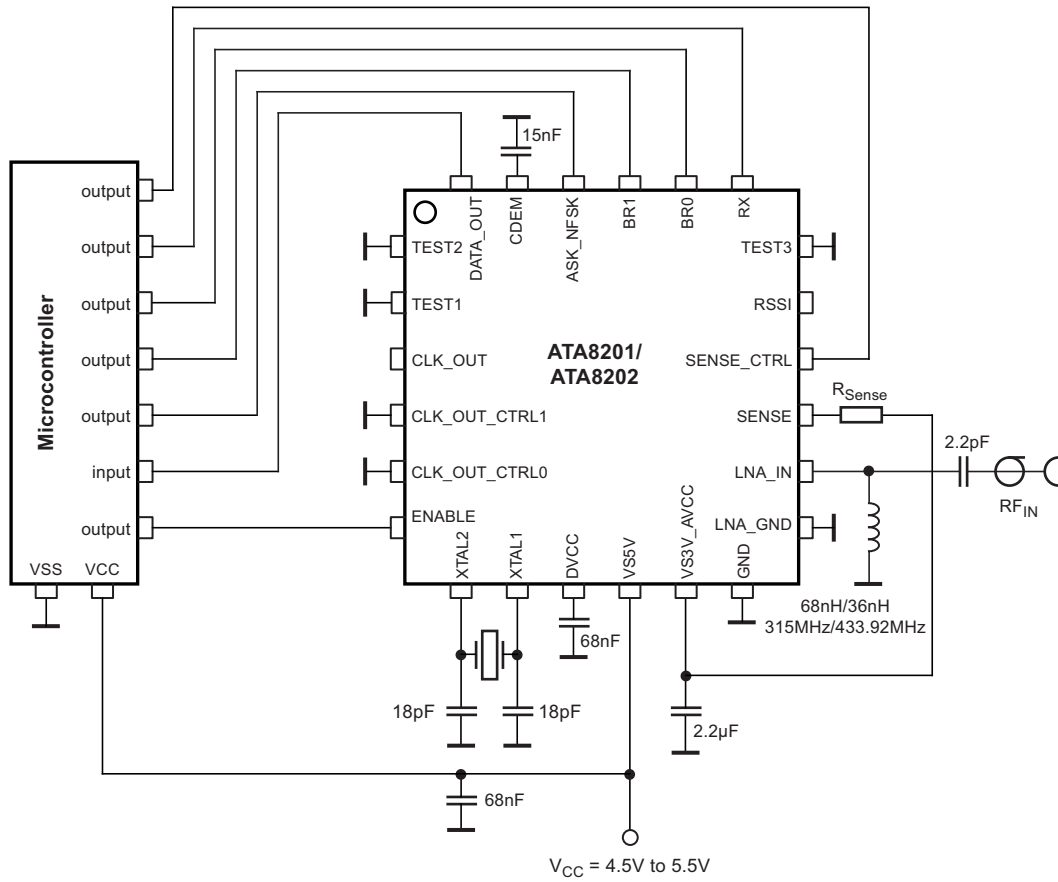 15nF
Microcontroller
output
output
output
output
output
input
output
VSS
VCC
DATA_OUT
CDEM
ASK_NFSK
BR1
BR0
RX
TEST2
TEST1
CLK_OUT
CLK_OUT_CTRL1
CLK_OUT_CTRL0
ENABLE
ATA8201/
ATA8202
TEST3
RSSI
SENSE_CTRL
SENSE
LNA_IN
LNA_GND
XTAL2
XTAL1
DVCC
VS5V
VS3V_AVCC
GND
RSense
2.2pF
RFIN
68nH/36nH
315MHz/433.92MHz
68nF
18pF
18pF
2.2µF
68nF
VCC = 4.5V to 5.5V